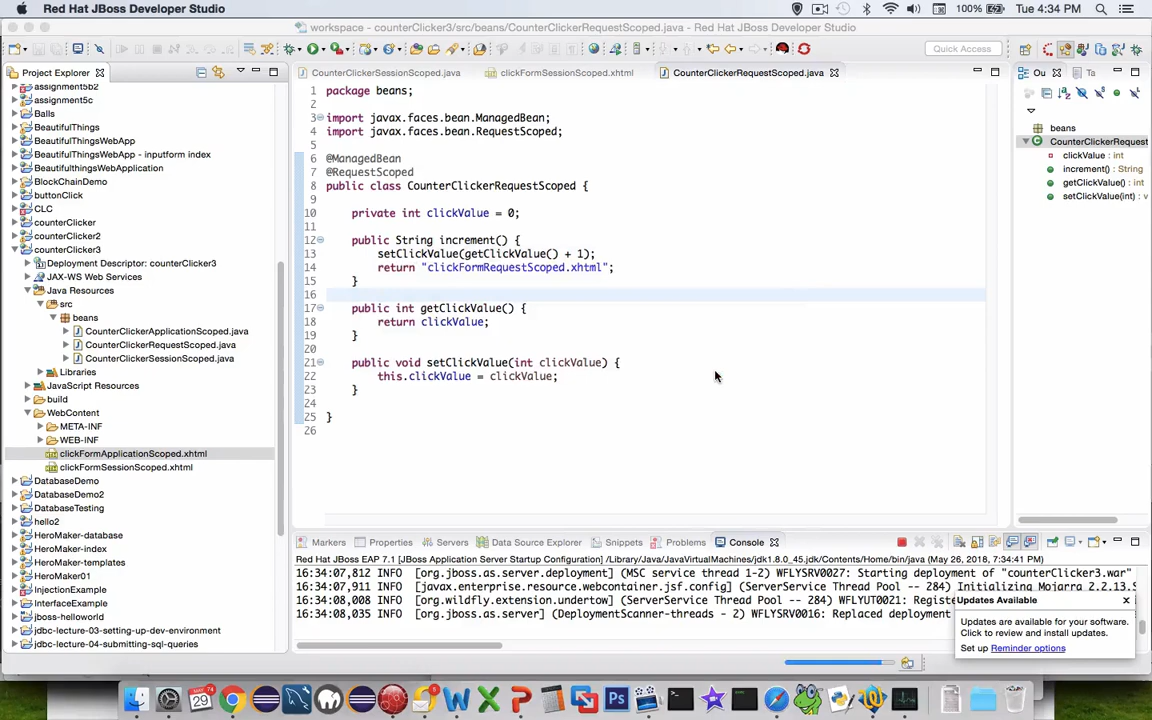 Red Hat JBoss Developer Studio
100%
Tue 4:34 PM
workspace - counterClicker3/src/beans/CounterClickerRequestScoped.java - Red Hat JBoss Developer Studio
Quick Access
Project Explorer
assignment5b2
assignment5c
Balls
BeautifulThings
BeautifulThingsWebApp
BeautifulThingsWebApp - inputform index
BeautifulthingsWebApplication
BlockChainDemo
buttonClick
CLC
counterClicker
counterClicker2
counterClicker3
Deployment Descriptor: counterClicker3
JAX-WS Web Services
Java Resources
src
beans
CounterClickerApplicationScoped.java
CounterClickerRequestScoped.java
CounterClickerSessionScoped.java
Libraries
JavaScript Resources
build
WebContent
META-INF
WEB-INF
clickFormApplicationScoped.xhtml
clickFormSessionScoped.xhtml
DatabaseDemo
DatabaseDemo2
DatabaseTesting
hello2
HeroMaker-database
HeroMaker-index
HeroMaker-templates
HeroMaker01
InjectionExample
InterfaceExample
jboss-helloworld
jdbc-lecture-03-setting-up-dev-environment
jdbc-lecture-04-submitting-sql-queries
CounterClickerSessionScoped.java
clickFormSessionScoped.xhtml
CounterClickerRequestScoped.java
1 package beans;
2
3 import javax.faces.bean.ManagedBean;
4 import javax.faces.bean.RequestScoped;
5
6 @ManagedBean
7 @RequestScoped
8 public class CounterClickerRequestScoped {
9
10 private int clickValue = 0;
11
12 public String increment() {
13 setClickValue(getClickValue() + 1);
14 return "clickFormRequestScoped.xhtml";
15 }
16
17 public int getClickValue() {
18 return clickValue;
19 }
20
21 public void setClickValue(int clickValue) {
22 this.clickValue = clickValue;
23 }
24
25 }
26
Ou
Ta
beans
CounterClickerRequest
clickValue : int
increment() : String
getClickValue() : int
setClickValue(int) : v
Markers
Properties
Servers
Data Source Explorer
Snippets
Problems
Console
Red Hat JBoss EAP 7.1 [JBoss Application Server Startup Configuration] /Library/Java/JavaVirtualMachines/jdk1.8.0_45.jdk/Contents/Home/bin/java (May 26, 2018, 7:34:41 PM)
16:34:07,812 INFO [org.jboss.as.server.deployment] (MSC service thread 1-2) WFLYSRV0027: Starting deployment of "counterClicker3.war"
16:34:07,911 INFO [javax.enterprise.resource.webcontainer.jsf.config] (ServerService Thread Pool -- 284) Initializing Mojarra 2.2.13.S
16:34:08,008 INFO [org.wildfly.extension.undertow] (ServerService Thread Pool -- 284) WFLYUT0021: Registe
16:34:08,035 INFO [org.jboss.as.server] (DeploymentScanner-threads - 2) WFLYSRV0016: Replaced deployment
Updates Available
Updates are available for your software.
Click to review and install updates.
Set up Reminder options